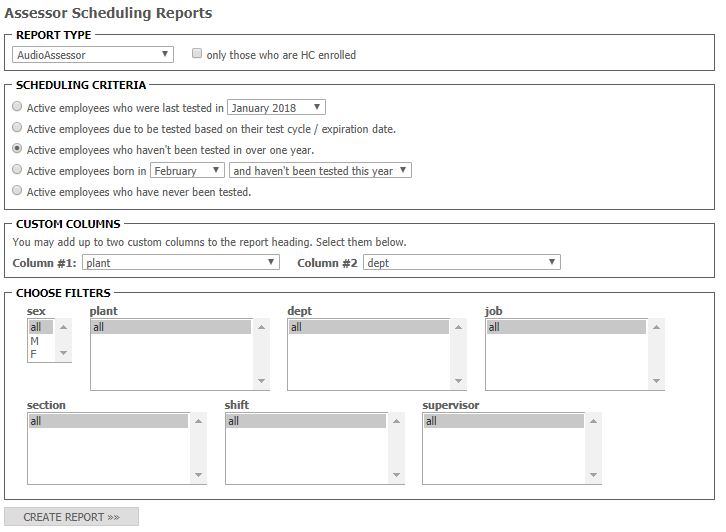 Assessor Scheduling Reports
REPORT TYPE
AudioAssessor only those who are HC enrolled
SCHEDULING CRITERIA
Active employees who were last tested in January 2018
Active employees due to be tested based on their test cycle / expiration date.
Active employees who haven't been tested in over one year.
Active employees born in February and haven't been tested this year
Active employees who have never been tested.
CUSTOM COLUMNS
You may add up to two custom columns to the report heading. Select them below.
Column #1: plant Column #2 dept
CHOOSE FILTERS
sex plant dept job
all all all all
M
F
section shift supervisor
all all all
CREATE REPORT »»